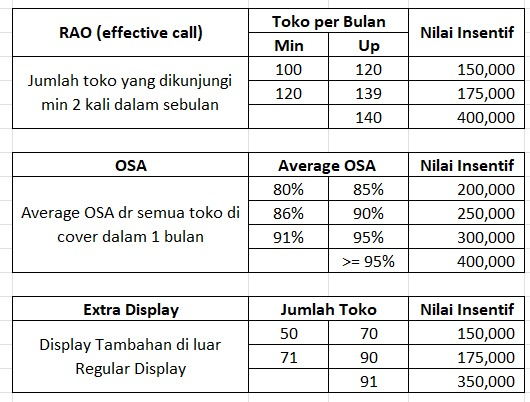 RAO (effective call) Toko per Bulan Nilai Insentif
Min Up
Jumlah toko yang dikunjungi min 2 kali dalam sebulan
100 120 150,000
120 139 175,000
140 400,000
OSA Average OSA Nilai Insentif
Average OSA dr semua toko di cover dalam 1 bulan
80% 85% 200,000
86% 90% 250,000
91% 95% 300,000
>= 95% 400,000
Extra Display Jumlah Toko Nilai Insentif
Display Tambahan di luar Regular Display
50 70 150,000
71 90 175,000
91 350,000